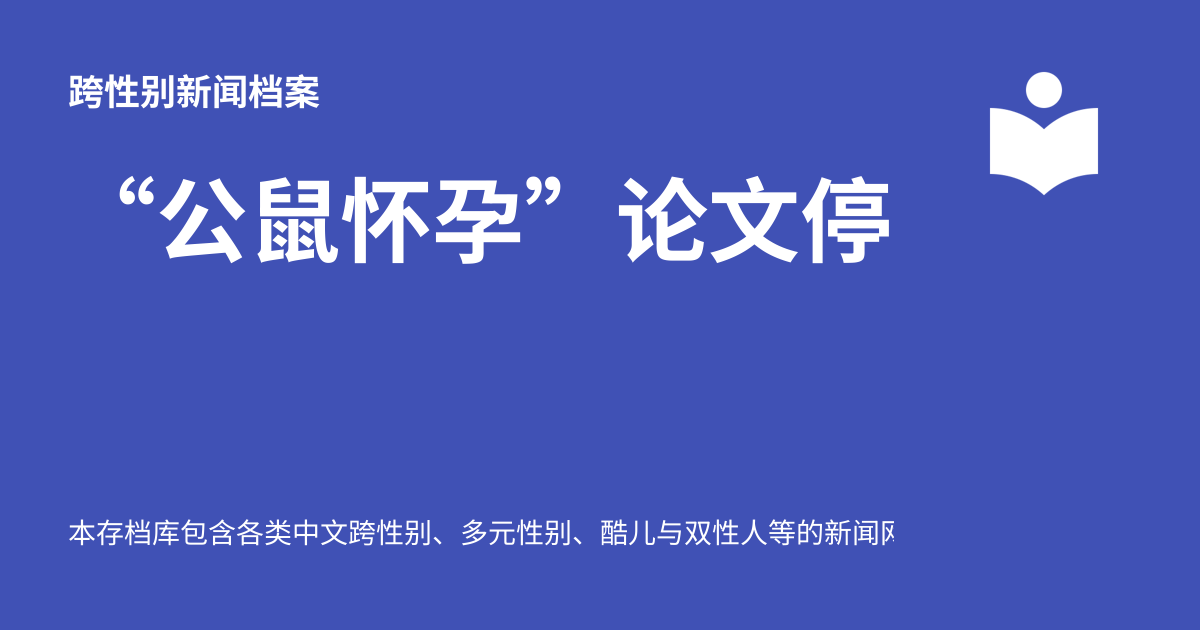 跨性别新闻档案
“公鼠怀孕”论文停
本存档库包含各类中文跨性别、多元性别、酷儿与双性人等的新闻